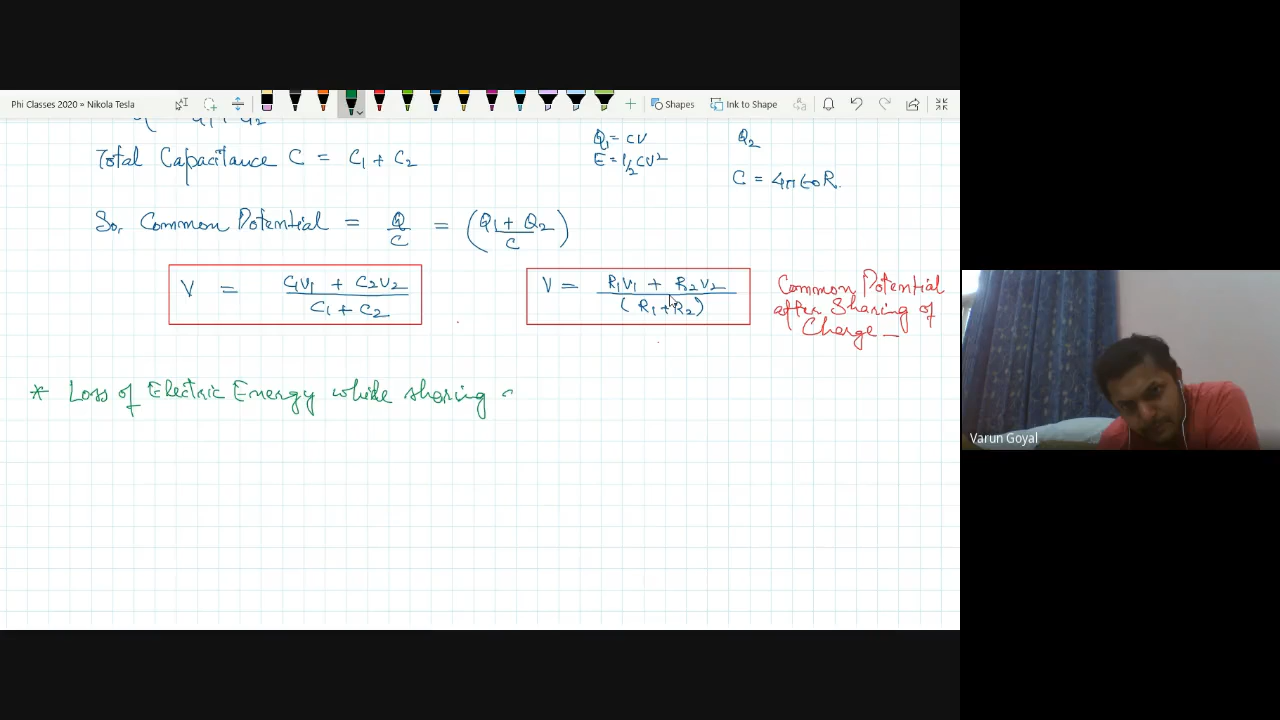 Phi Classes 2020 » Nikola Tesla
Shapes
Ink to Shape
Total Capacitance C = C1 + C2
Q1 = CV
E = 1/2 CV²
Q2
C = 4π ε0 R.
So, Common Potential = Q/C = (Q1 + Q2 / C)
V = C1V1 + C2V2 / C1 + C2
V = R1V1 + R2V2 / (R1 + R2)
Common Potential
after Sharing of
Charge –
* Loss of Electric Energy while sharing
Varun Goyal